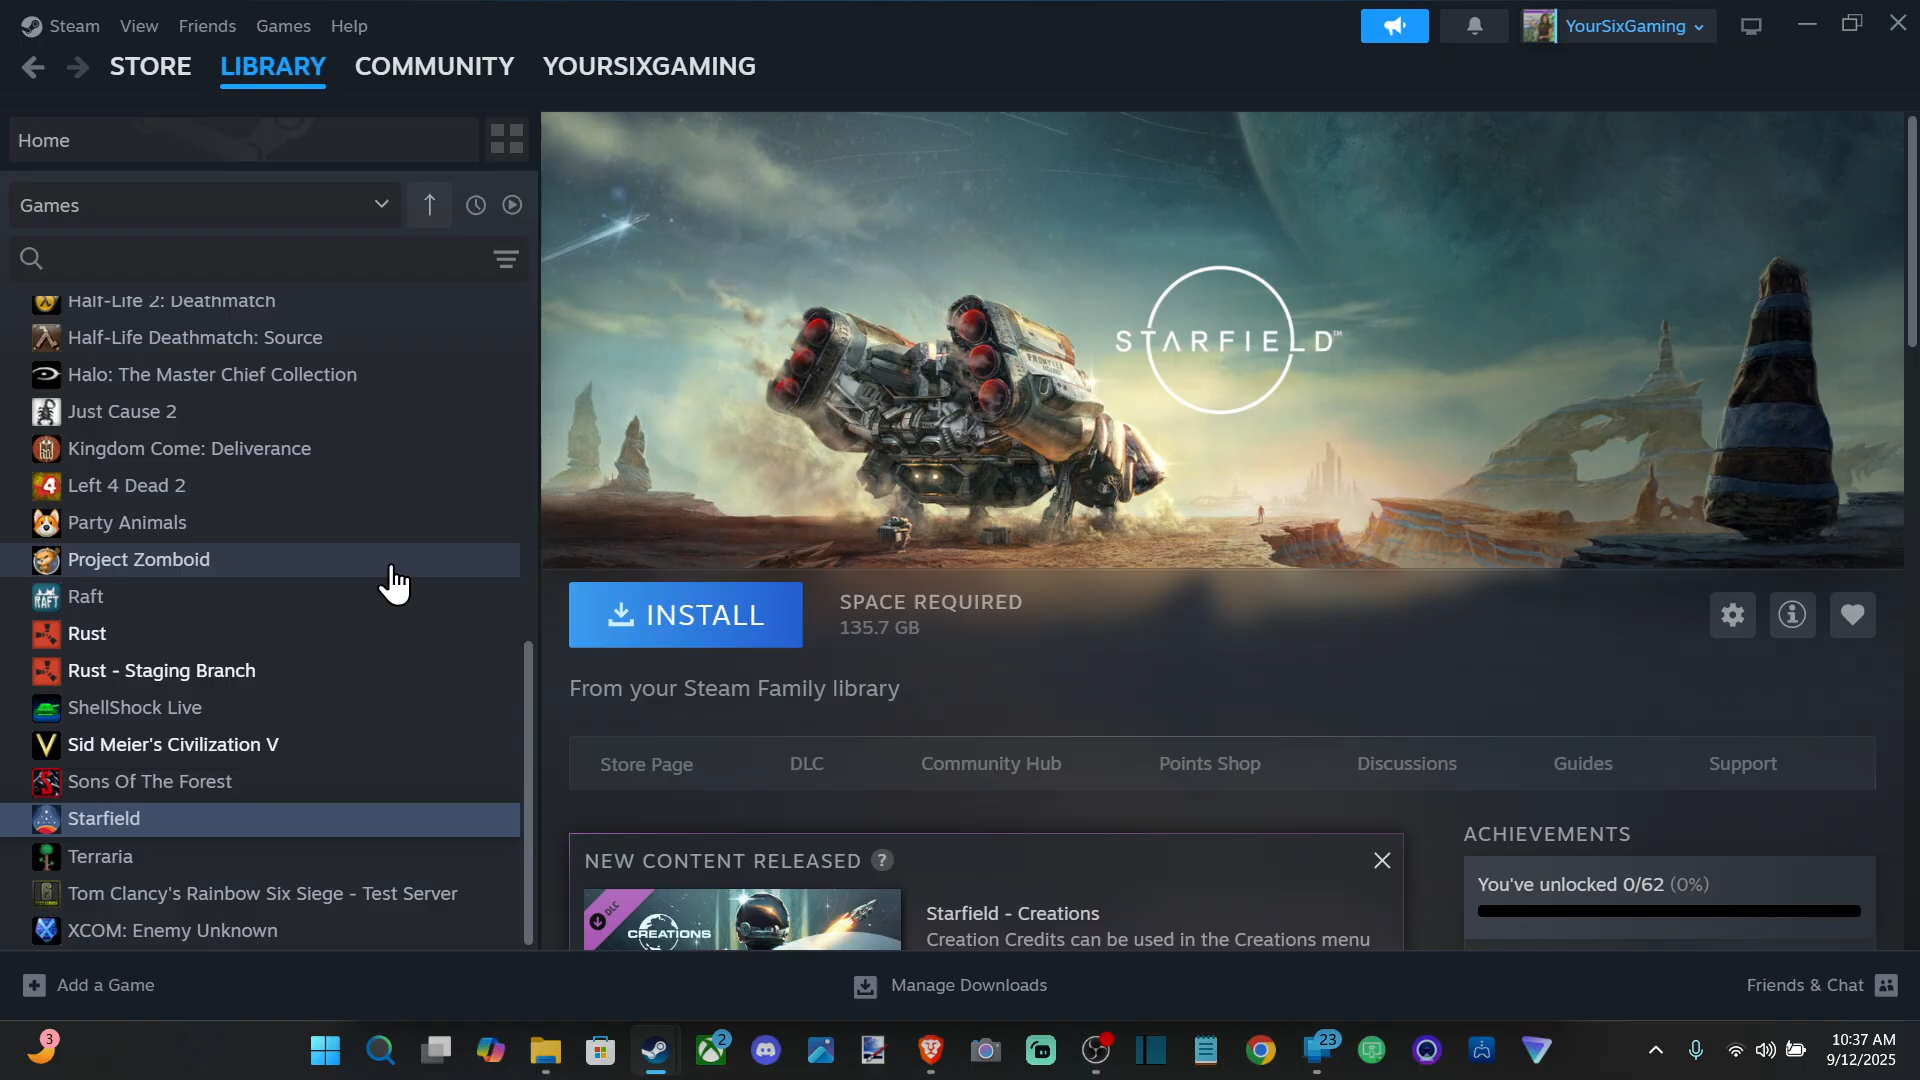 Steam View Friends Games Help
YourSixGaming
STORE LIBRARY COMMUNITY YOURSIXGAMING
Home
Games
Half-Life 2: Deathmatch
Half-Life Deathmatch: Source
Halo: The Master Chief Collection
Just Cause 2
Kingdom Come: Deliverance
Left 4 Dead 2
Party Animals
Project Zomboid
Raft
Rust
Rust - Staging Branch
ShellShock Live
Sid Meier's Civilization V
Sons Of The Forest
Starfield
Terraria
Tom Clancy's Rainbow Six Siege - Test Server
XCOM: Enemy Unknown
STARFIELD™
INSTALL
SPACE REQUIRED
135.7 GB
From your Steam Family library
Store Page DLC Community Hub Points Shop Discussions Guides Support
NEW CONTENT RELEASED ?
DLC
CREATIONS
Starfield - Creations
Creation Credits can be used in the Creations menu
ACHIEVEMENTS
You've unlocked 0/62 (0%)
Add a Game
Manage Downloads
Friends & Chat
3
2
23
10:37 AM
9/12/2025